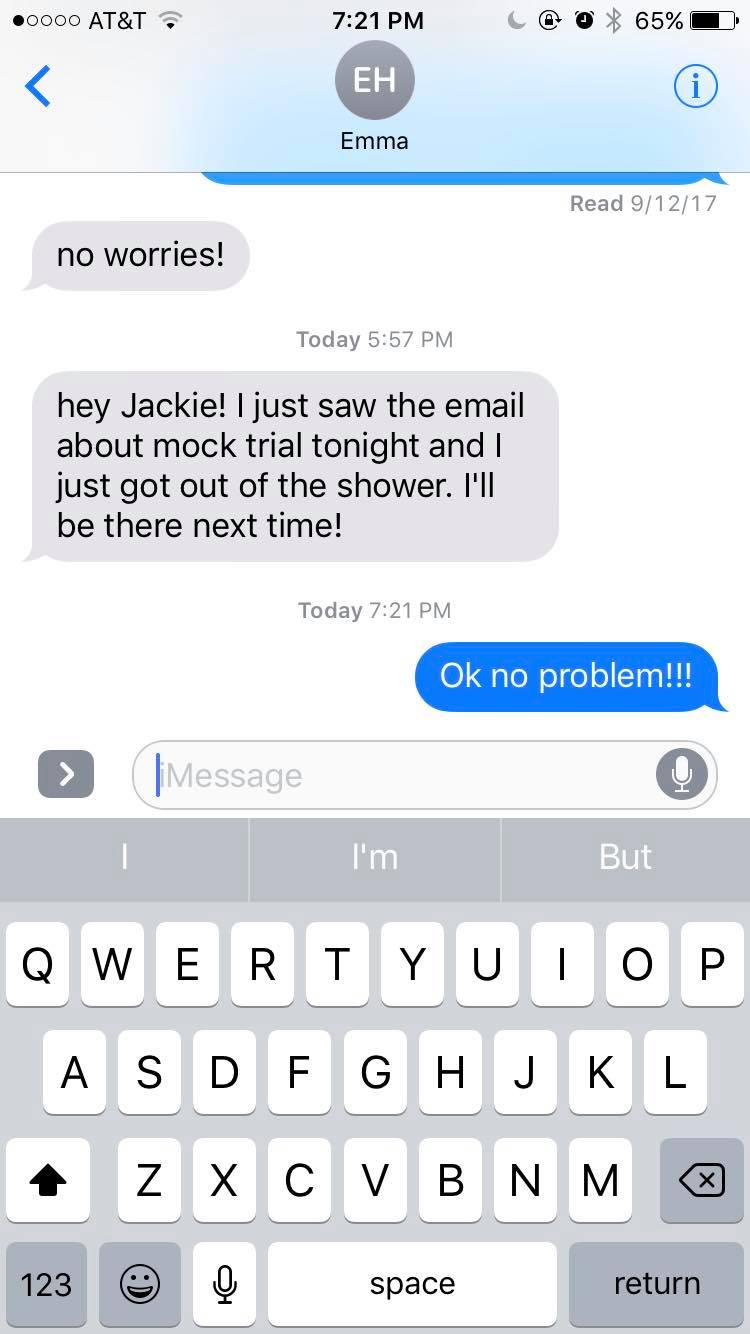 AT&T 7:21 PM 65%
EH
Emma
Read 9/12/17
no worries!
Today 5:57 PM
hey Jackie! I just saw the email
about mock trial tonight and I
just got out of the shower. I'll
be there next time!
Today 7:21 PM
Ok no problem!!!
iMessage
I I'm But
Q W E R T Y U I O P
A S D F G H J K L
Z X C V B N M
123 space return